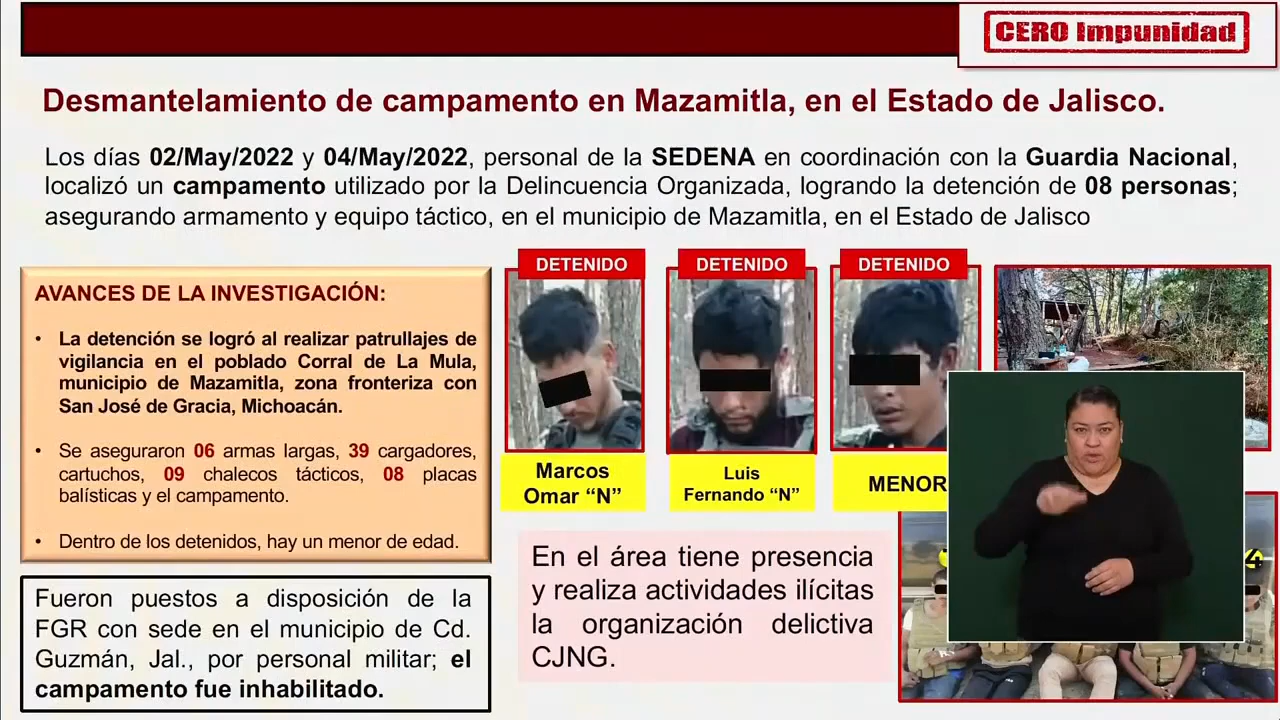 CERO Impunidad
Desmantelamiento de campamento en Mazamitla, en el Estado de Jalisco.
Los días 02/May/2022 y 04/May/2022, personal de la SEDENA en coordinación con la Guardia Nacional,
localizó un campamento utilizado por la Delincuencia Organizada, logrando la detención de 08 personas;
asegurando armamento y equipo táctico, en el municipio de Mazamitla, en el Estado de Jalisco
AVANCES DE LA INVESTIGACIÓN:
• La detención se logró al realizar patrullajes de
vigilancia en el poblado Corral de La Mula,
municipio de Mazamitla, zona fronteriza con
San José de Gracia, Michoacán.
• Se aseguraron 06 armas largas, 39 cargadores,
cartuchos, 09 chalecos tácticos, 08 placas
balísticas y el campamento.
• Dentro de los detenidos, hay un menor de edad.
Fueron puestos a disposición de la
FGR con sede en el municipio de Cd.
Guzmán, Jal., por personal militar; el
campamento fue inhabilitado.
DETENIDO
Marcos
Omar “N”
DETENIDO
Luis
Fernando “N”
DETENIDO
MENOR
En el área tiene presencia
y realiza actividades ilícitas
la organización delictiva
CJNG.
4